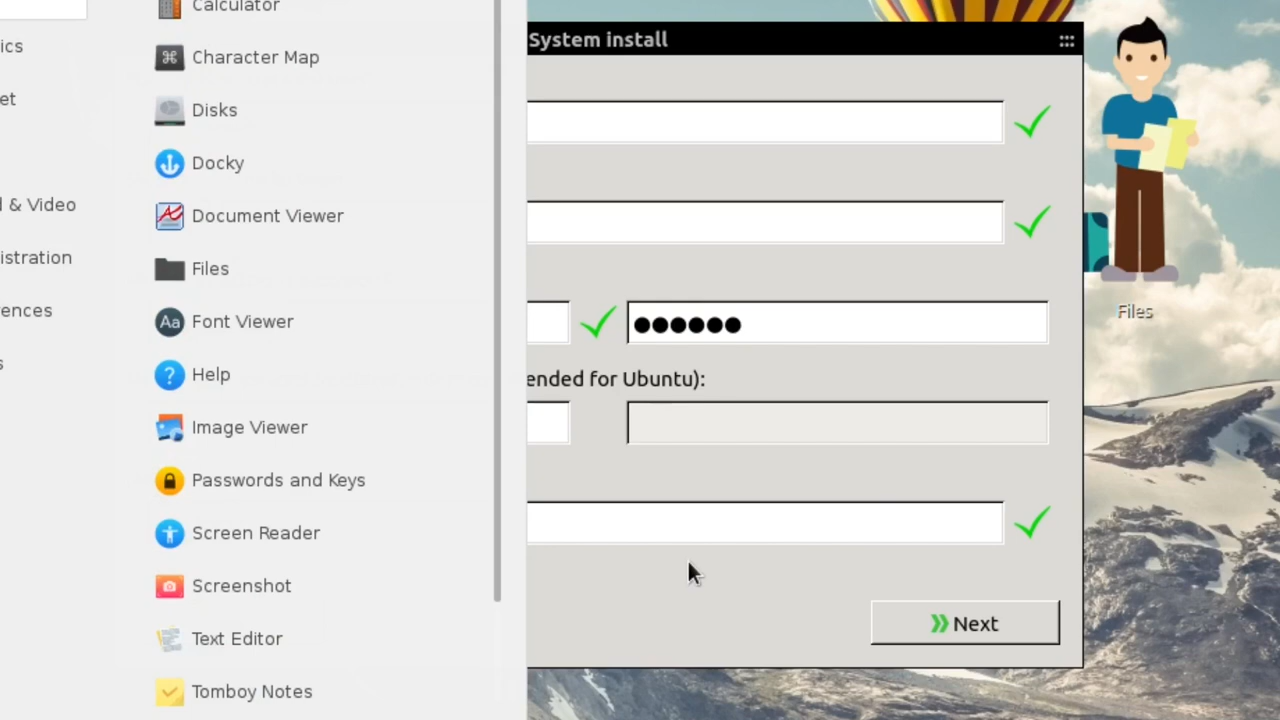 Calculator
ics
Character Map
et
Disks
Docky
d & Video
Document Viewer
istration
Files
rences
Font Viewer
s
Help
Image Viewer
Passwords and Keys
Screen Reader
Screenshot
Text Editor
Tomboy Notes
System install
ended for Ubuntu):
Next
Files